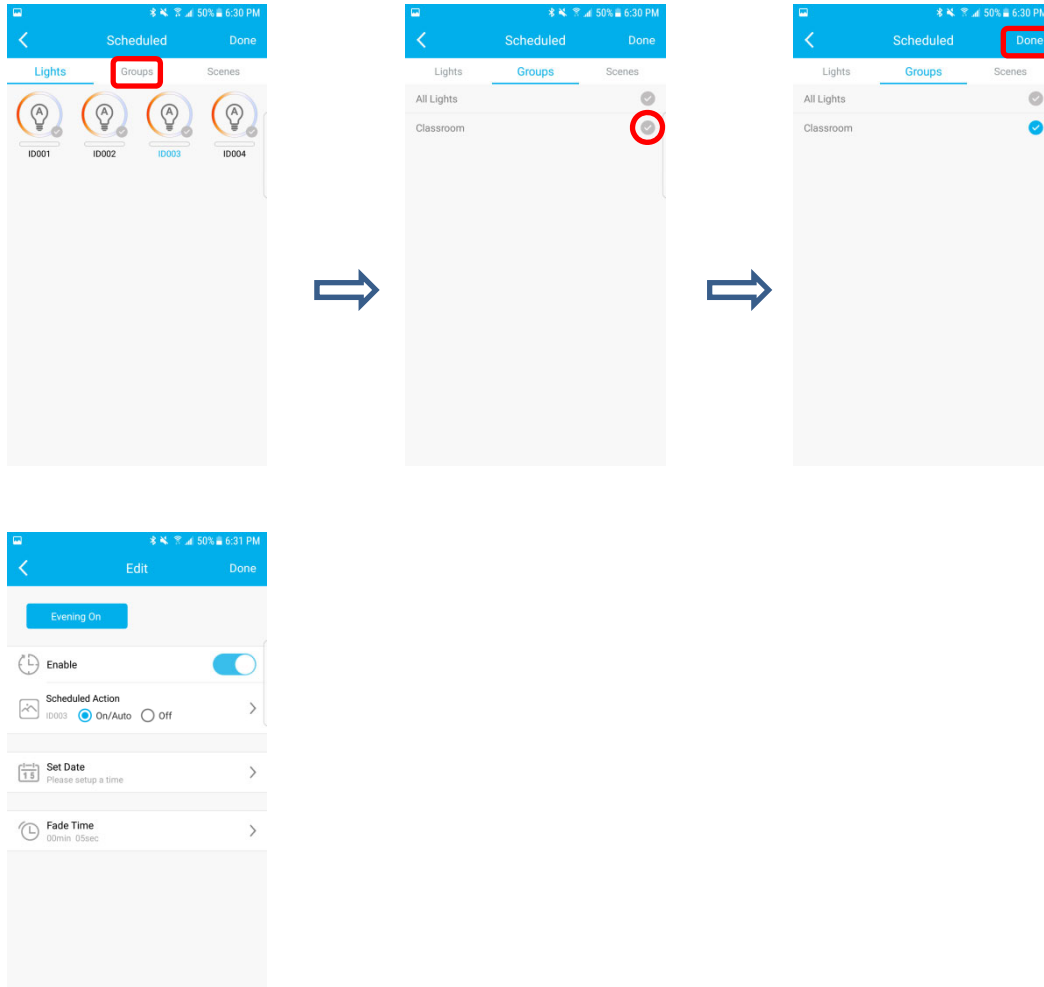 50% 6:30 PM
Scheduled Done
Lights Groups Scenes
A A A A
ID001 ID002 ID003 ID004
50% 6:30 PM
Scheduled Done
Lights Groups Scenes
All Lights
Classroom
50% 6:30 PM
Scheduled Done
Lights Groups Scenes
All Lights
Classroom
50% 6:31 PM
Edit Done
Evening On
Enable
Scheduled Action
ID003 On/Auto Off
15 Set Date
Please setup a time
Fade Time
00min 05sec